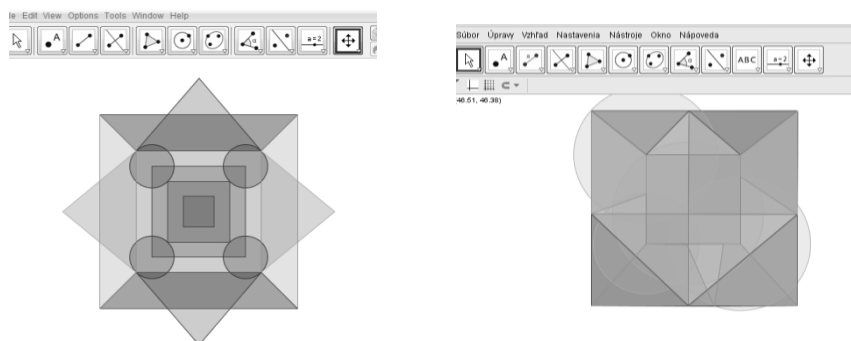 le Edit View Options Tools Window Help
A
α
a=2
Súbor Úpravy Vzhľad Nastavenia Nástroje Okno Nápoveda
A
α
ABC
a=2
46.51, 46.38)